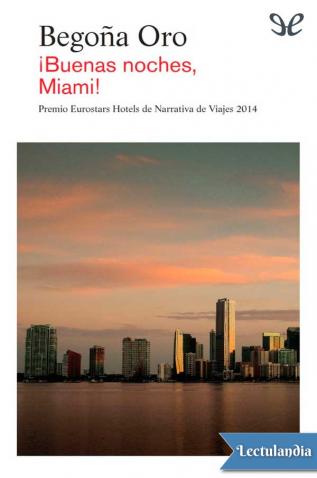 Begoña Oro
¡Buenas noches,
Miami!
Premio Eurostars Hotels de Narrativa de Viajes 2014
Lectulandia